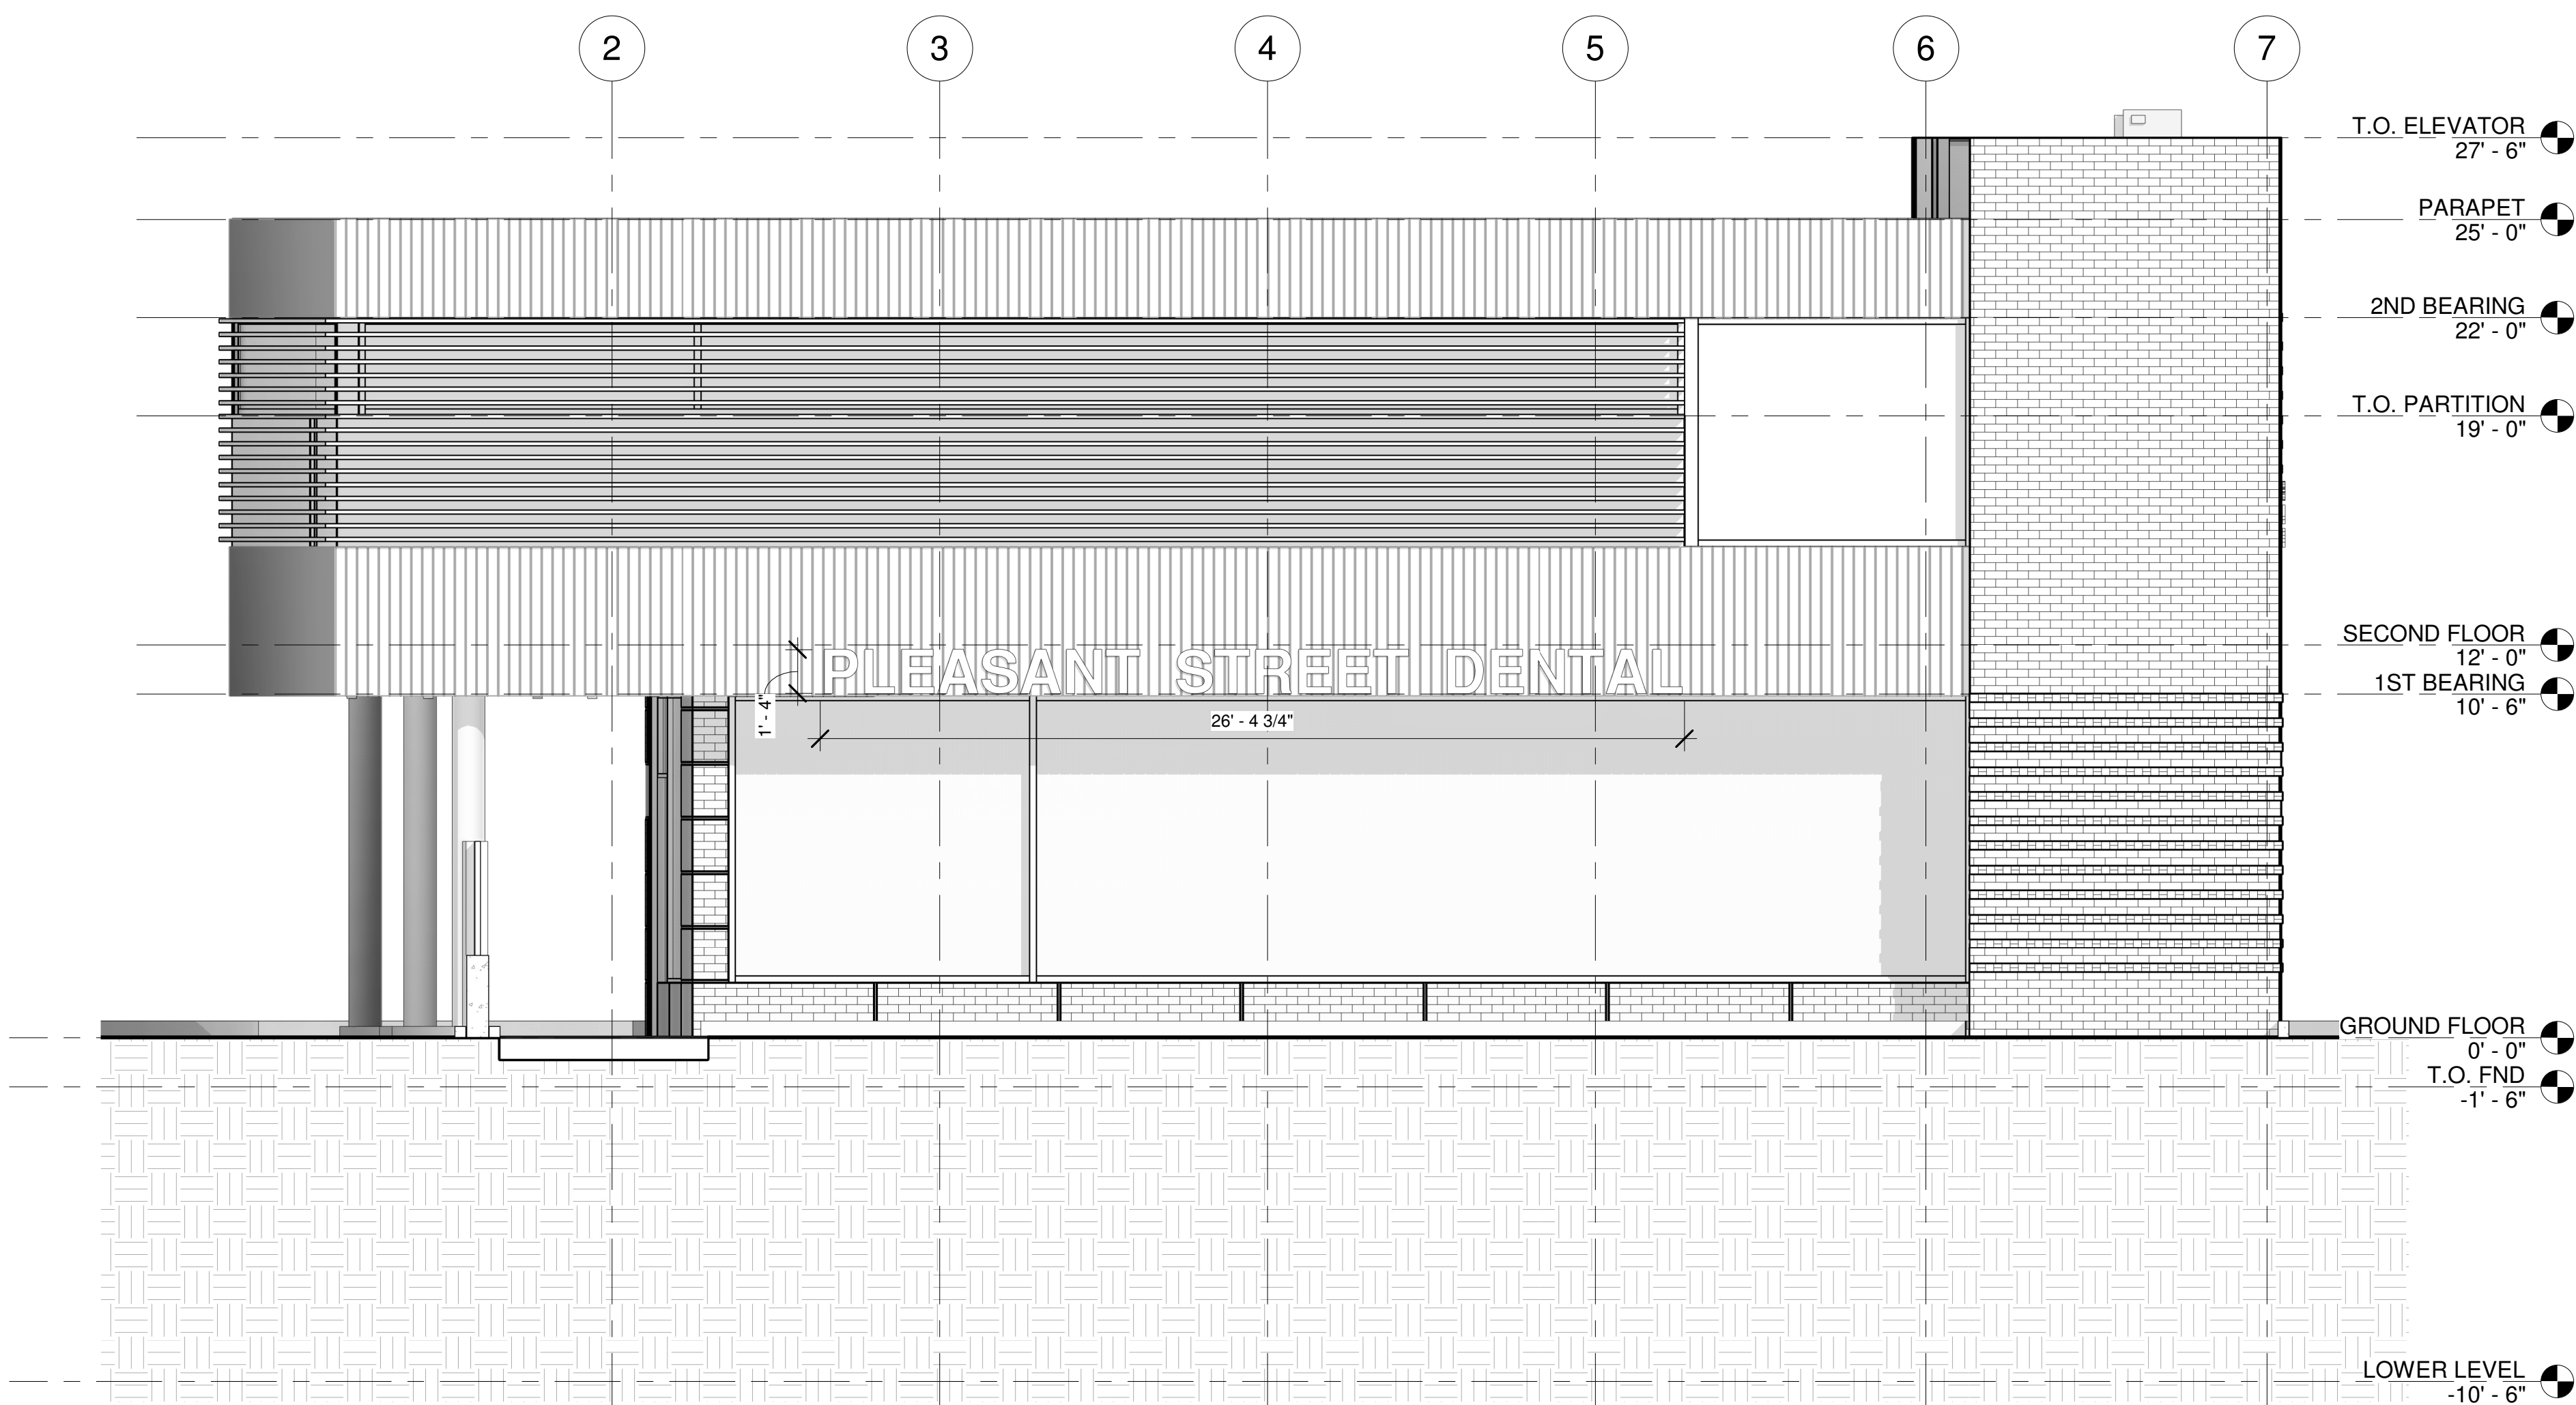 2 3 4 5 6 7
T.O. ELEVATOR
27' - 6"
PARAPET
25' - 0"
2ND BEARING
22' - 0"
T.O. PARTITION
19' - 0"
SECOND FLOOR
12' - 0"
PLEASANT STREET DENTAL
1ST BEARING
10' - 6"
1' - 4"
26' - 4 3/4"
GROUND FLOOR
0' - 0"
T.O. FND
-1' - 6"
LOWER LEVEL
-10' - 6"